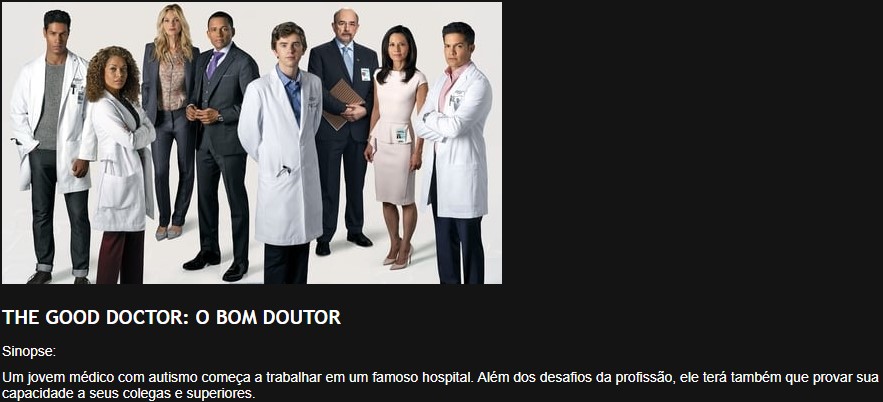 THE GOOD DOCTOR: O BOM DOUTOR
Sinopse:
Um jovem médico com autismo começa a trabalhar em um famoso hospital. Além dos desafios da profissão, ele terá também que provar sua
capacidade a seus colegas e superiores.